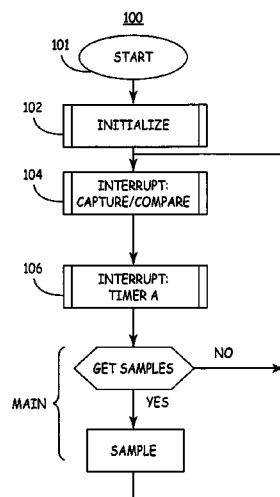 100
101
START
102
INITIALIZE
104
INTERRUPT:
CAPTURE/COMPARE
106
INTERRUPT:
TIMER A
GET SAMPLES
NO
MAIN
YES
SAMPLE